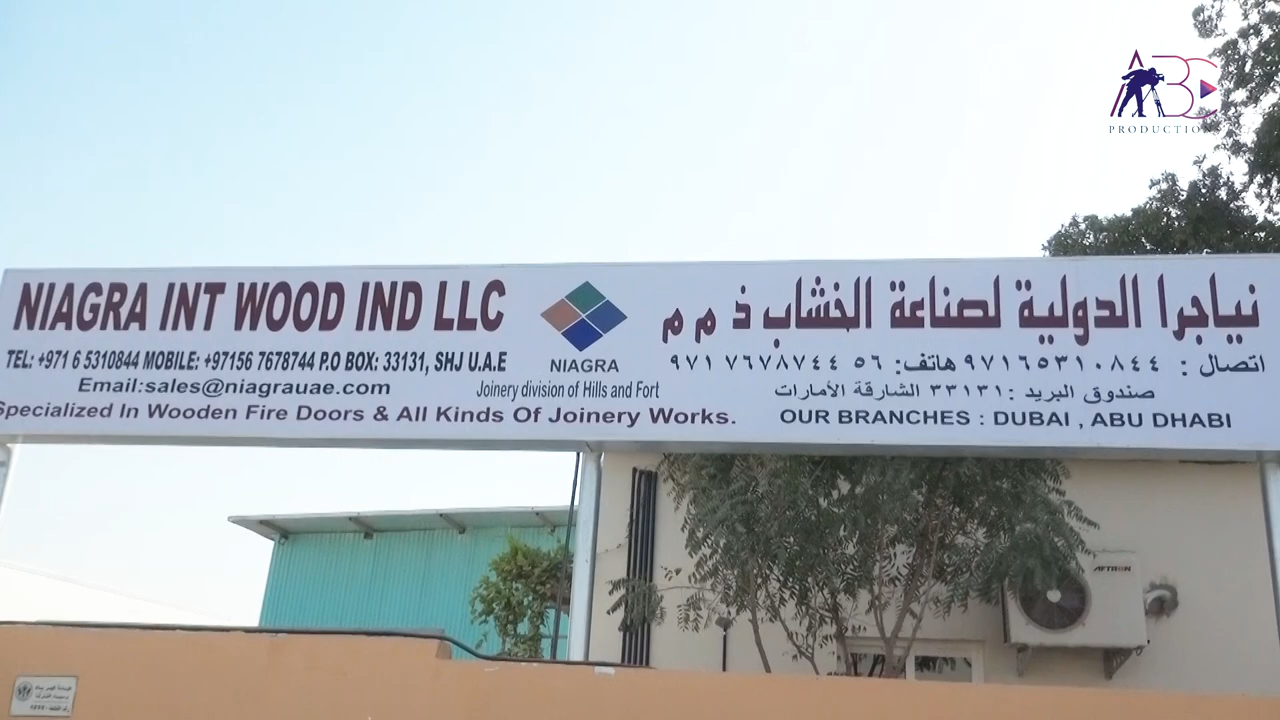 ABC
PRODUCTIONS
NIAGRA INT WOOD IND LLC
TEL: +971 6 5310844 MOBILE: +97156 7678744 P.O BOX: 33131, SHJ U.A.E
Email:sales@niagrauae.com
Specialized In Wooden Fire Doors & All Kinds Of Joinery Works.
NIAGRA
Joinery division of Hills and Fort
نياجرا الدولية لصناعة الخشاب ذ م م
اتصال : ٩٧١٦٥٣١٠٨٤٤ هاتف: ٥٦ ٧٦٧٨٧٤٤ ٩٧١
صندوق البريد : ٣٣١٣١ الشارقة الأمارات
OUR BRANCHES : DUBAI , ABU DHABI
AFTRON